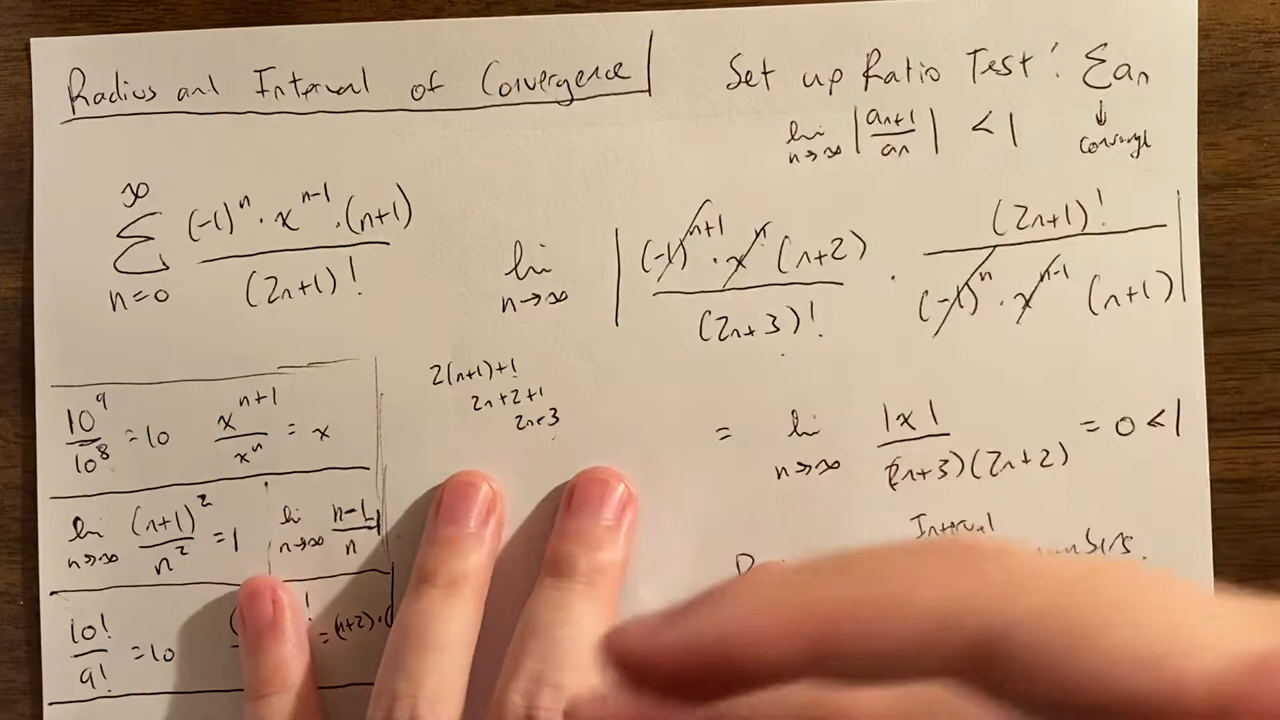 Radius and Interval of Convergence
Set up Ratio Test: Σaₙ
lim n→∞ |aₙ₊₁/aₙ| < 1
↓ converge
∞ Σ n=0 (-1)ⁿ · xⁿ⁻¹ · (n+1) / (2n+1)!
lim n→∞ | (-1)ⁿ⁺¹ · xⁿ (n+2) / (2n+3)! · (2n+1)! / (-1)ⁿ · xⁿ⁻¹ (n+1) |
2(n+1)+1
2n+2+1
2n+3
= lim n→∞ |x| / (2n+3)(2n+2) = 0 < 1
10⁹/10⁸ = 10
xⁿ⁺¹/xⁿ = x
lim n→∞ (n+1)²/n² = 1
lim n→∞ n-1/n
10!/9! = 10
! = (n+2)·(
Interval